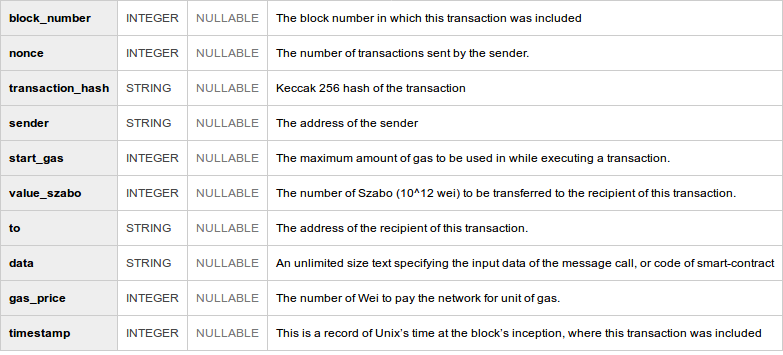 block_number INTEGER NULLABLE The block number in which this transaction was included
nonce INTEGER NULLABLE The number of transactions sent by the sender.
transaction_hash STRING NULLABLE Keccak 256 hash of the transaction
sender STRING NULLABLE The address of the sender
start_gas INTEGER NULLABLE The maximum amount of gas to be used in while executing a transaction.
value_szabo INTEGER NULLABLE The number of Szabo (10^12 wei) to be transferred to the recipient of this transaction.
to STRING NULLABLE The address of the recipient of this transaction.
data STRING NULLABLE An unlimited size text specifying the input data of the message call, or code of smart-contract
gas_price INTEGER NULLABLE The number of Wei to pay the network for unit of gas.
timestamp INTEGER NULLABLE This is a record of Unix's time at the block's inception, where this transaction was included